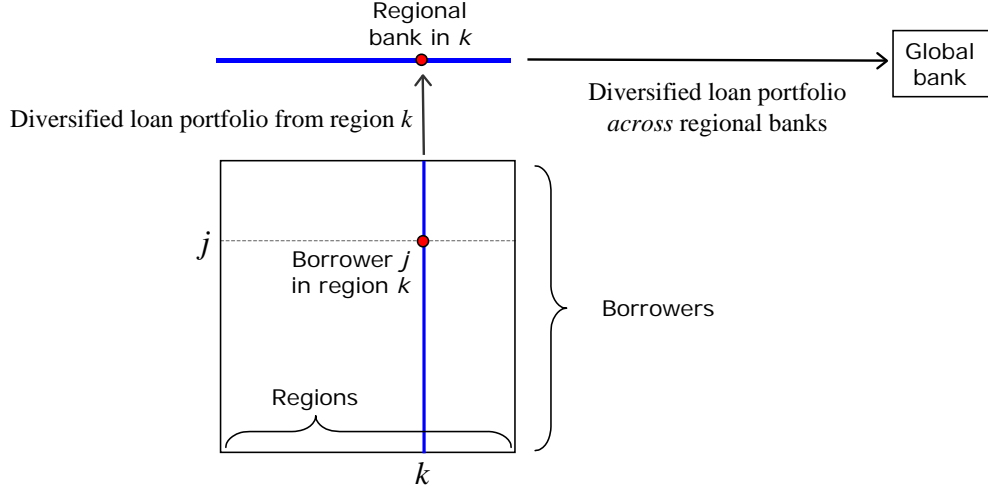 Regional
bank in k
Global
bank
Diversified loan portfolio
across regional banks
Diversified loan portfolio from region k
j
Borrower j
in region k
Borrowers
Regions
k